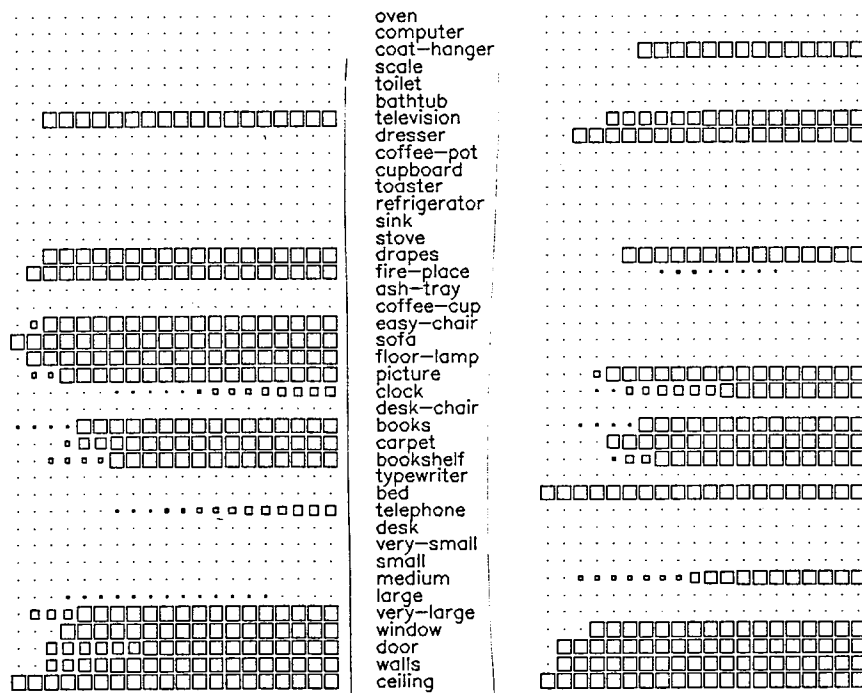 oven
computer
coat-hanger
scale
toilet
bathtub
television
dresser
coffee-pot
cupboard
toaster
refrigerator
sink
stove
drapes
fire-place
ash-tray
coffee-cup
easy-chair
sofa
floor-lamp
picture
clock
desk-chair
books
carpet
bookshelf
typewriter
bed
telephone
desk
very-small
small
medium
large
very-large
window
door
walls
ceiling